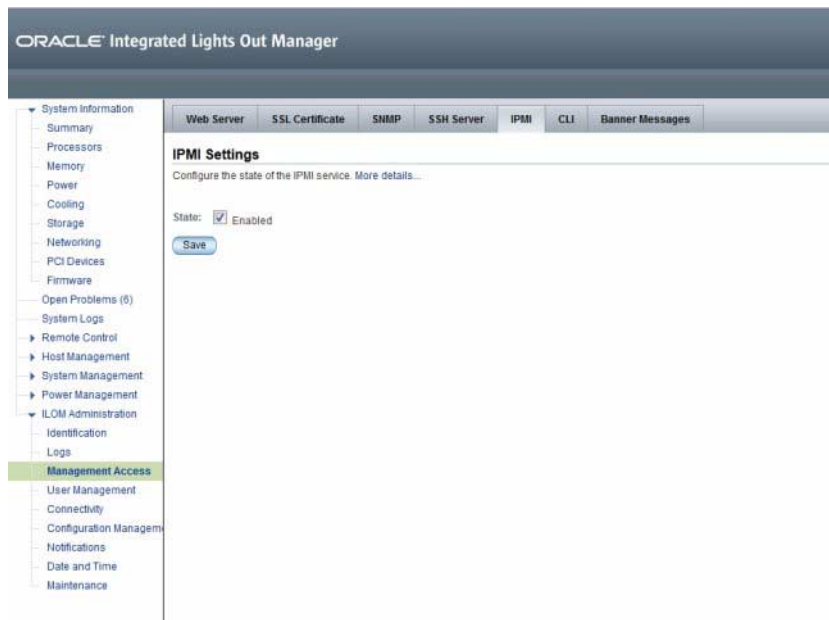 ORACLE Integrated Lights Out Manager
System Information
Summary
Processors
Memory
Power
Cooling
Storage
Networking
PCI Devices
Firmware
Open Problems (6)
System Logs
Remote Control
Host Management
System Management
Power Management
ILOM Administration
Identification
Logs
Management Access
User Management
Connectivity
Configuration Managem
Notifications
Date and Time
Maintenance
Web Server SSL Certificate SNMP SSH Server IPMI CLI Banner Messages
IPMI Settings
Configure the state of the IPMI service. More details...
State: Enabled
Save